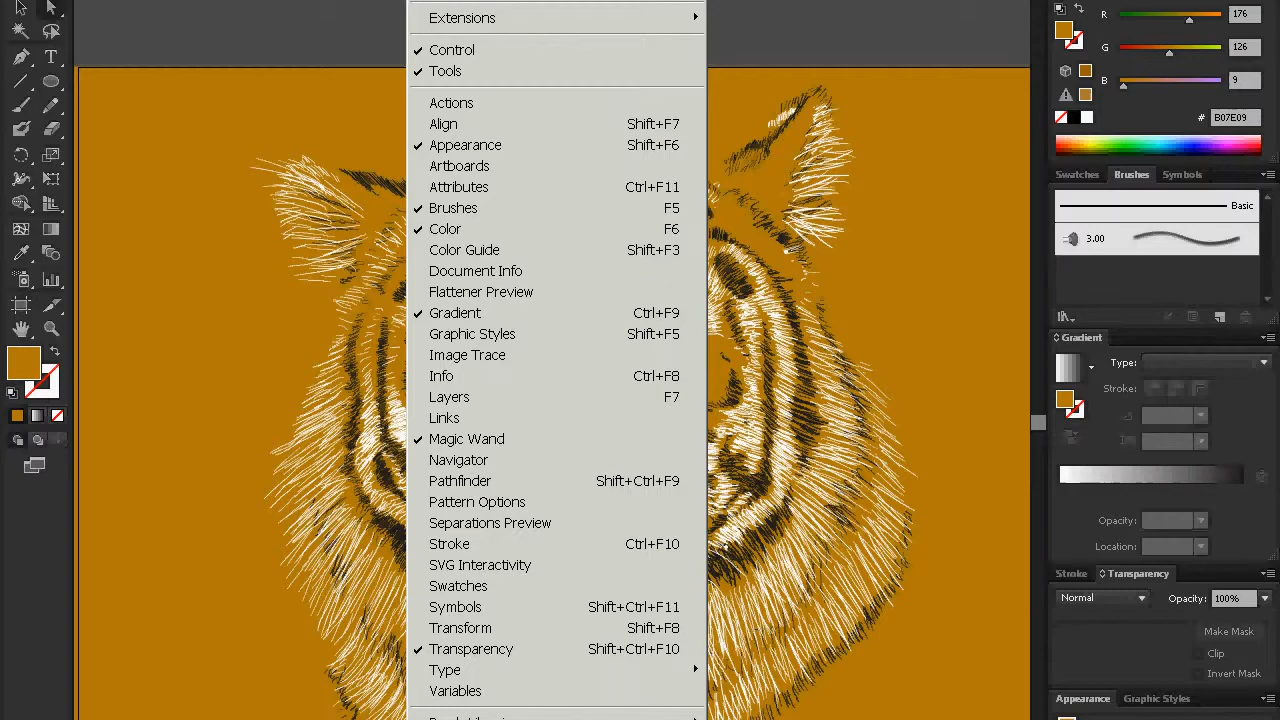 Extensions
Control
Tools
Actions
Align Shift+F7
Appearance Shift+F6
Artboards
Attributes Ctrl+F11
Brushes F5
Color F6
Color Guide Shift+F3
Document Info
Flattener Preview
Gradient Ctrl+F9
Graphic Styles Shift+F5
Image Trace
Info Ctrl+F8
Layers F7
Links
Magic Wand
Navigator
Pathfinder Shift+Ctrl+F9
Pattern Options
Separations Preview
Stroke Ctrl+F10
SVG Interactivity
Swatches
Symbols Shift+Ctrl+F11
Transform Shift+F8
Transparency Shift+Ctrl+F10
Type
Variables
R 176
G 126
B 9
# B07E09
Swatches Brushes Symbols
Basic
3.00
Gradient
Type:
Stroke:
Opacity:
Location:
Stroke Transparency
Normal Opacity: 100%
Make Mask
Clip
Invert Mask
Appearance Graphic Styles